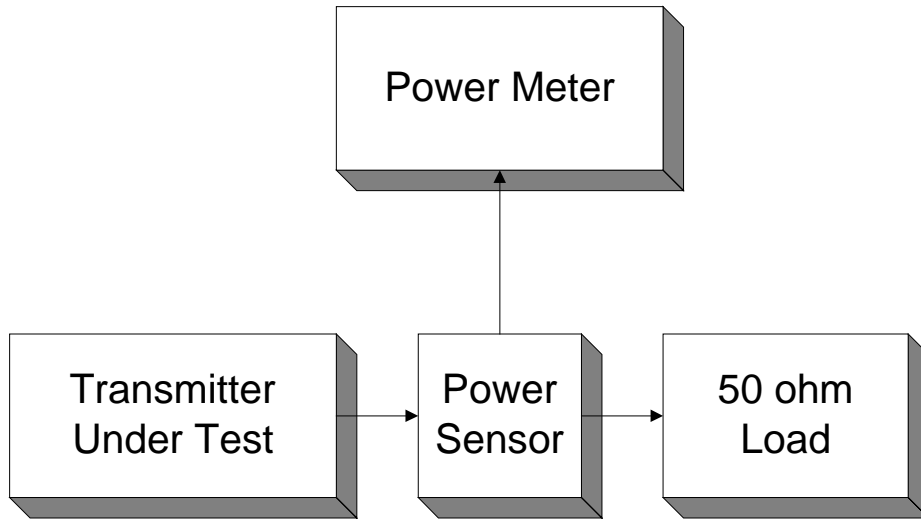 Power Meter
Transmitter
Under Test
Power
Sensor
50 ohm
Load